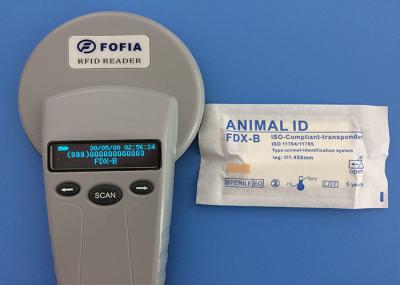 FOFIA
RFID READER
30/05/00 02:56:24
(999)000000000003
FDX-B
SCAN
ANIMAL ID
FDX-B ISO-Compliant-transponder
ISO 11784/11785
Type:animal-identification system
tag: Ø1.4X8mm
open
STERILE EO
LOT
5 years